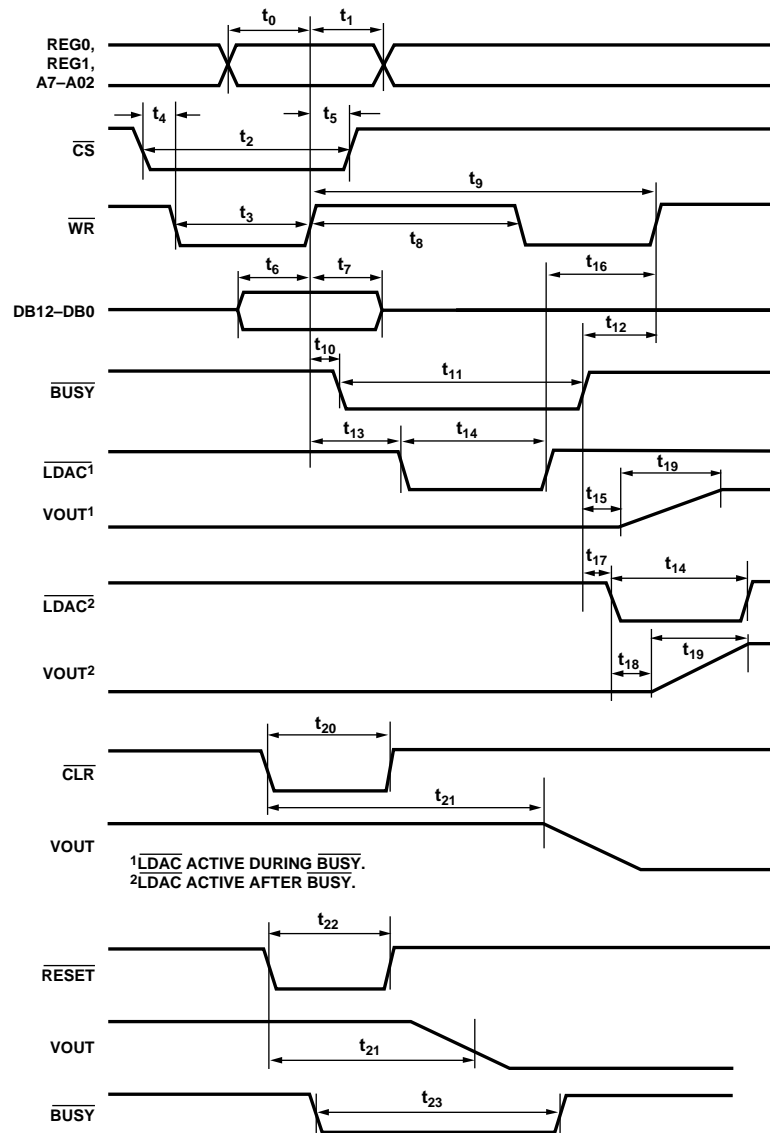 t0 t1
REG0,
REG1,
A7–A02
t4 t5
t2
CS
t9
WR
t3
t8
t6 t7 t16
DB12–DB0
t12
t10
t11
BUSY
t13 t14
LDAC1
t19
t15
VOUT1
t17 t14
LDAC2
t19
t18
VOUT2
t20
CLR
t21
VOUT
1LDAC ACTIVE DURING BUSY.
2LDAC ACTIVE AFTER BUSY.
t22
RESET
VOUT
t21
t23
BUSY